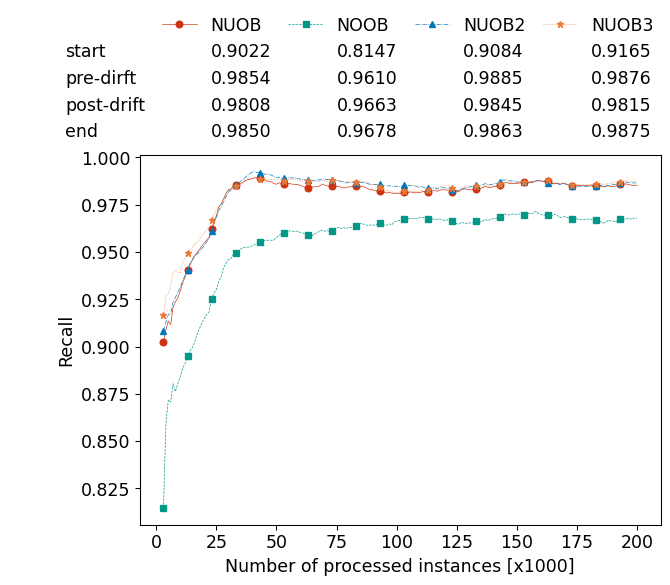 NUOB NOOB NUOB2 NUOB3
start 0.9022 0.8147 0.9084 0.9165
pre-dirft 0.9854 0.9610 0.9885 0.9876
post-drift 0.9808 0.9663 0.9845 0.9815
end 0.9850 0.9678 0.9863 0.9875
1.000
0.975
0.950
0.925
0.900
0.875
0.850
0.825
Recall
0 25 50 75 100 125 150 175 200
Number of processed instances [x1000]